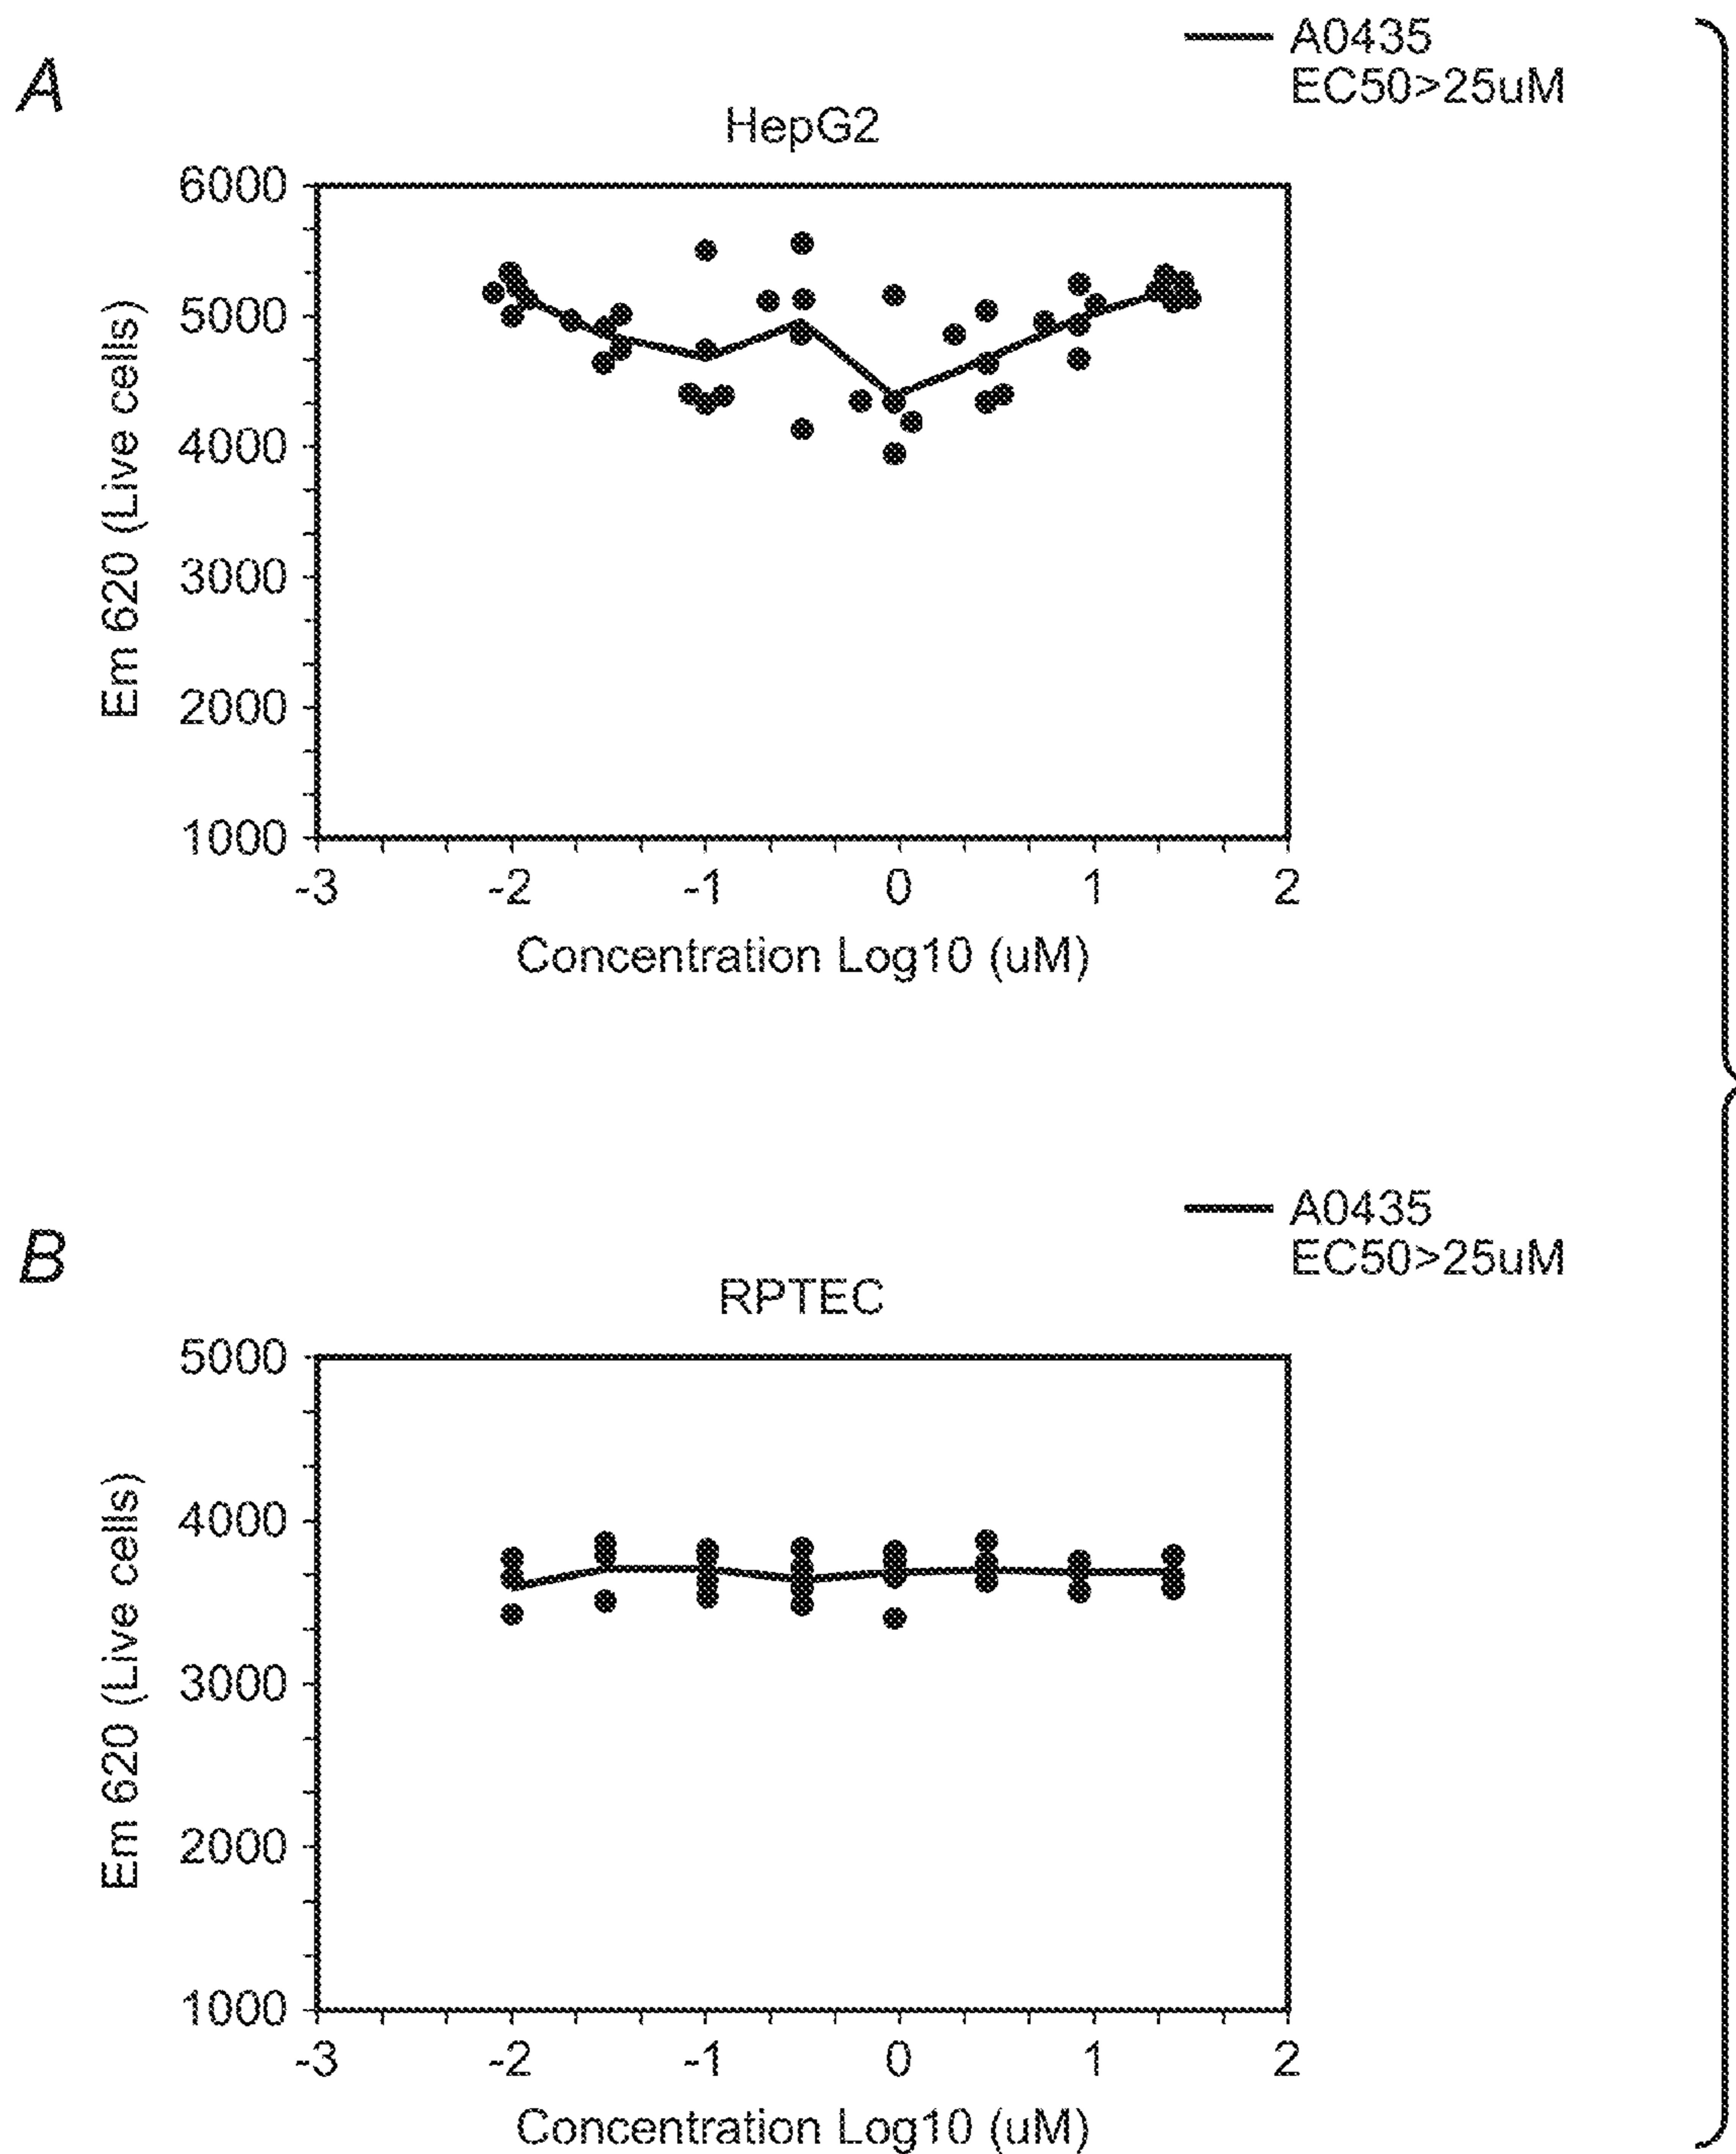 A
A0435
EC50>25uM
HepG2
6000
5000
4000
3000
2000
1000
Em 620 (Live cells)
-3 -2 -1 0 1 2
Concentration Log10 (uM)
B
A0435
EC50>25uM
RPTEC
5000
4000
3000
2000
1000
Em 620 (Live cells)
-3 -2 -1 0 1 2
Concentration Log10 (uM)